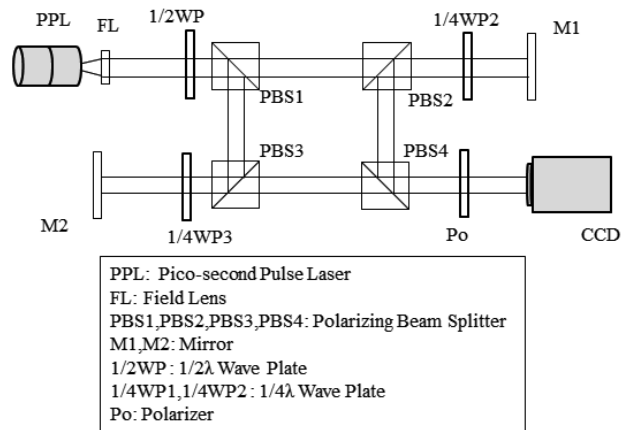 PPL
FL
1/2WP
1/4WP2
M1
PBS1
PBS2
PBS3
PBS4
M2
1/4WP3
Po
CCD
PPL: Pico-second Pulse Laser
FL: Field Lens
PBS1,PBS2,PBS3,PBS4: Polarizing Beam Splitter
M1,M2: Mirror
1/2WP : 1/2λ Wave Plate
1/4WP1,1/4WP2 : 1/4λ Wave Plate
Po: Polarizer